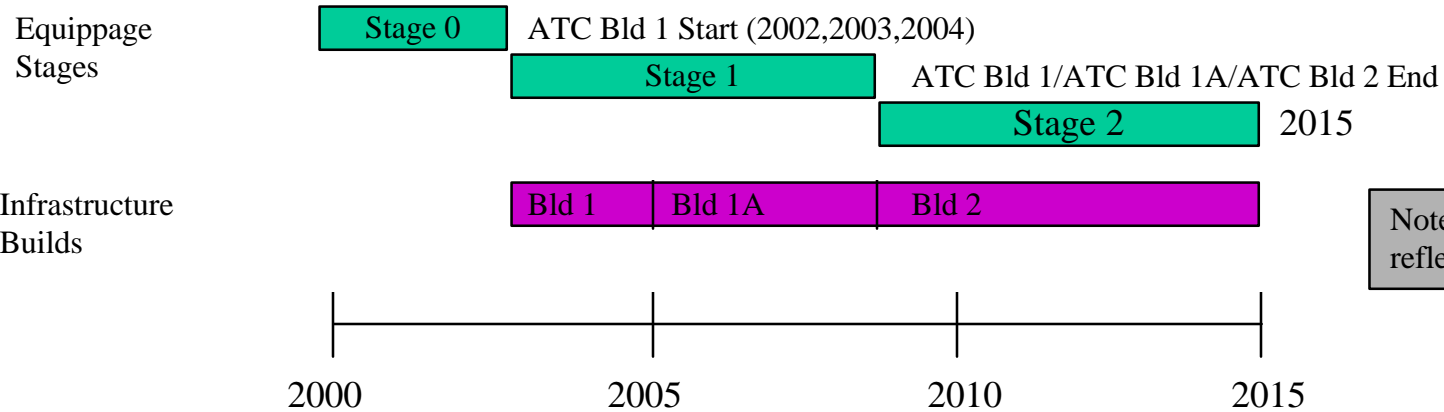 Equippage
Stages
Stage 0
ATC Bld 1 Start (2002,2003,2004)
Stage 1
ATC Bld 1/ATC Bld 1A/ATC Bld 2 End
Stage 2
2015
Infrastructure
Builds
Bld 1
Bld 1A
Bld 2
Note
refle
2000
2005
2010
2015